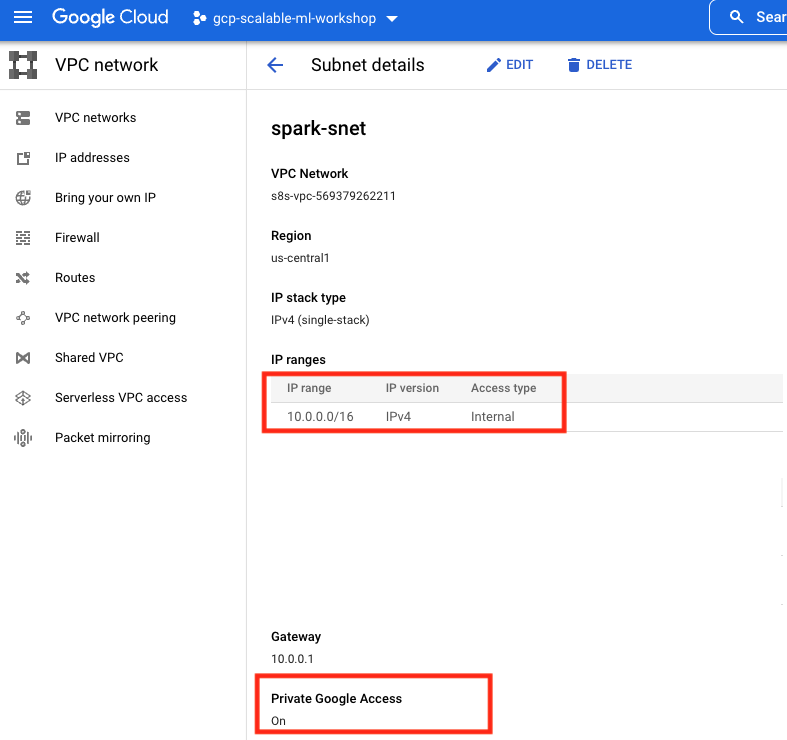 Google Cloud
gcp-scalable-ml-workshop
Sear
VPC network
Subnet details
EDIT
DELETE
VPC networks
IP addresses
Bring your own IP
Firewall
Routes
VPC network peering
Shared VPC
Serverless VPC access
Packet mirroring
spark-snet
VPC Network
s8s-vpc-569379262211
Region
us-central1
IP stack type
IPv4 (single-stack)
IP ranges
IP range IP version Access type
10.0.0.0/16 IPv4 Internal
Gateway
10.0.0.1
Private Google Access
On